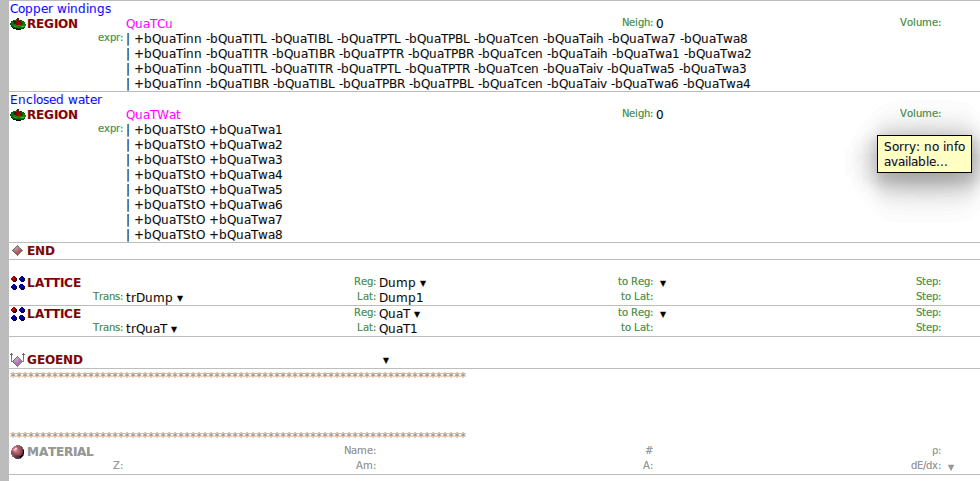 Copper windings
REGION QuaTCu Neigh: 0 Volume:
expr: | +bQuaTinn -bQuaTITL -bQuaTIBL -bQuaTPTL -bQuaTPBL -bQuaTcen -bQuaTaih -bQuaTwa7 -bQuaTwa8
| +bQuaTinn -bQuaTITR -bQuaTIBR -bQuaTPTR -bQuaTPBR -bQuaTcen -bQuaTaih -bQuaTwa1 -bQuaTwa2
| +bQuaTinn -bQuaTITL -bQuaTITR -bQuaTPTL -bQuaTPTR -bQuaTcen -bQuaTaiv -bQuaTwa5 -bQuaTwa3
| +bQuaTinn -bQuaTIBR -bQuaTIBL -bQuaTPBR -bQuaTPBL -bQuaTcen -bQuaTaiv -bQuaTwa6 -bQuaTwa4
Enclosed water
REGION QuaTWat Neigh: 0 Volume:
expr: | +bQuaTStO +bQuaTwa1
| +bQuaTStO +bQuaTwa2
| +bQuaTStO +bQuaTwa3
| +bQuaTStO +bQuaTwa4
| +bQuaTStO +bQuaTwa5
| +bQuaTStO +bQuaTwa6
| +bQuaTStO +bQuaTwa7
| +bQuaTStO +bQuaTwa8
Sorry: no info
available...
END
LATTICE Reg: Dump ▼ to Reg: ▼ Step:
Trans: trDump ▼ Lat: Dump1 to Lat: Step:
LATTICE Reg: QuaT ▼ to Reg: ▼ Step:
Trans: trQuaT ▼ Lat: QuaT1 to Lat: Step:
GEOEND ▼
****************************************************************************
****************************************************************************
MATERIAL Name: # ρ:
Z: Am: A: dE/dx: ▼